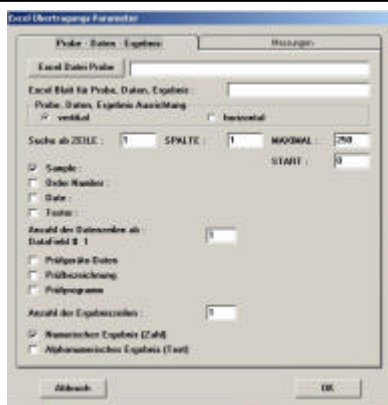 Excel Übertragungs Parameter
Probe - Daten - Ergebnis
Messungen
Excel Datei Probe
Excel Blatt für Probe, Daten, Ergebnis :
Probe, Daten, Ergebnis Ausrichtung
vertikal
horizontal
Suche ab ZEILE : 1 SPALTE : 1 MAXIMAL : 250
START : 0
Sample :
Order Number :
Date :
Tester :
Anzahl der Datenzeilen ab :
DataField # 1
1
Prüfgeräte Daten
Prüfbezeichnung
Prüfprogramm
Anzahl der Ergebniszeilen : 1
Numerisches Ergebnis (Zahl)
Alphanumerisches Ergebnis (Text)
Abbruch
OK